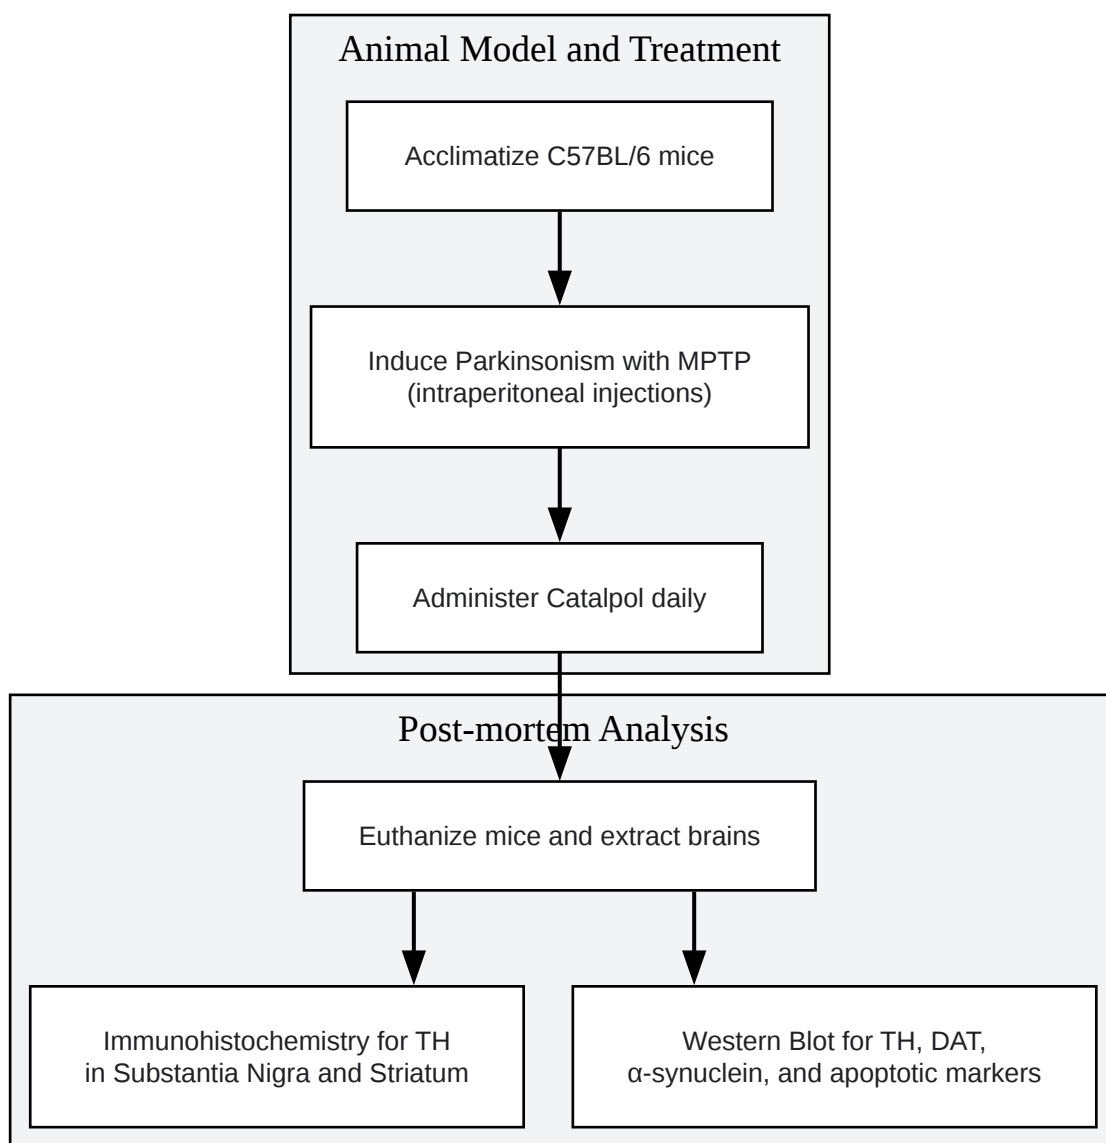 Animal Model and Treatment
Acclimatize C57BL/6 mice
Induce Parkinsonism with MPTP
(intraperitoneal injections)
Administer Catalpol daily
Post-mortem Analysis
Euthanize mice and extract brains
Immunohistochemistry for TH
in Substantia Nigra and Striatum
Western Blot for TH, DAT,
α-synuclein, and apoptotic markers